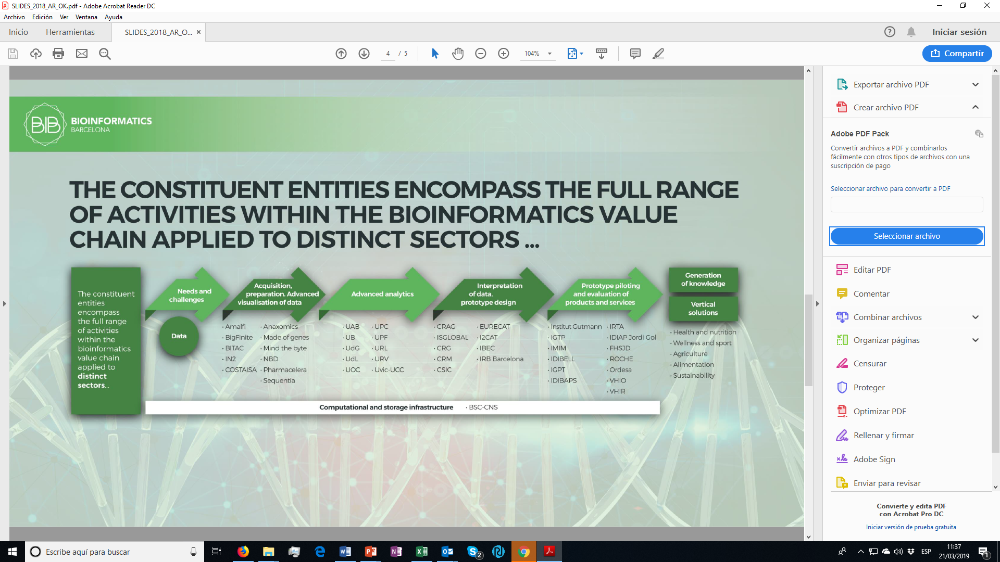 SLIDES_2018_AR_OK.pdf - Adobe Acrobat Reader DC
Archivo Edición Ver Ventana Ayuda
Inicio Herramientas SLIDES_2018_AR_O... × Iniciar sesión
4 / 5 104% Compartir
BIB BIOINFORMATICS
BARCELONA
THE CONSTITUENT ENTITIES ENCOMPASS THE FULL RANGE
OF ACTIVITIES WITHIN THE BIOINFORMATICS VALUE
CHAIN APPLIED TO DISTINCT SECTORS ...
The constituent
entities
encompass
the full range
of activities
within the
bioinformatics
value chain
applied to
distinct
sectors...
Needs and
challenges
Data
Acquisition,
preparation. Advanced
visualisation of data
· Amalfi
· BigFinite
· BITAC
· IN2
· COSTAISA
· Anaxomics
· Made of genes
· Mind the byte
· NBD
· Pharmacelera
· Sequentia
Advanced analytics
· UAB
· UB
· UdG
· UdL
· UOC
· UPC
· UPF
· URL
· URV
· Uvic-UCC
Interpretation
of data,
prototype design
· CRAG
· ISGLOBAL
· CRG
· CRM
· CSIC
· EURECAT
· I2CAT
· IBEC
· IRB Barcelona
Prototype piloting
and evaluation of
products and services
· Institut Gutmann
· IGTP
· IMIM
· IDIBELL
· IGPT
· IDIBAPS
· IRTA
· IDIAP Jordi Gol
· FHSJD
· ROCHE
· Ordesa
· VHIO
· VHIR
Generation
of knowledge
Vertical
solutions
· Health and nutrition
· Wellness and sport
· Agriculture
· Alimentation
· Sustainability
Computational and storage infrastructure · BSC-CNS
Exportar archivo PDF
Crear archivo PDF
Adobe PDF Pack
Convertir archivos a PDF y combinarlos
fácilmente con otros tipos de archivos con una
suscripción de pago
Seleccionar archivo para convertir a PDF
Seleccionar archivo
Editar PDF
Comentar
Combinar archivos
Organizar páginas
Censurar
Proteger
Optimizar PDF
Rellenar y firmar
Adobe Sign
Enviar para revisar
Convierte y edita PDF
con Acrobat Pro DC
Iniciar versión de prueba gratuita
Escribe aquí para buscar
2
ESP
11:37
21/03/2019
1